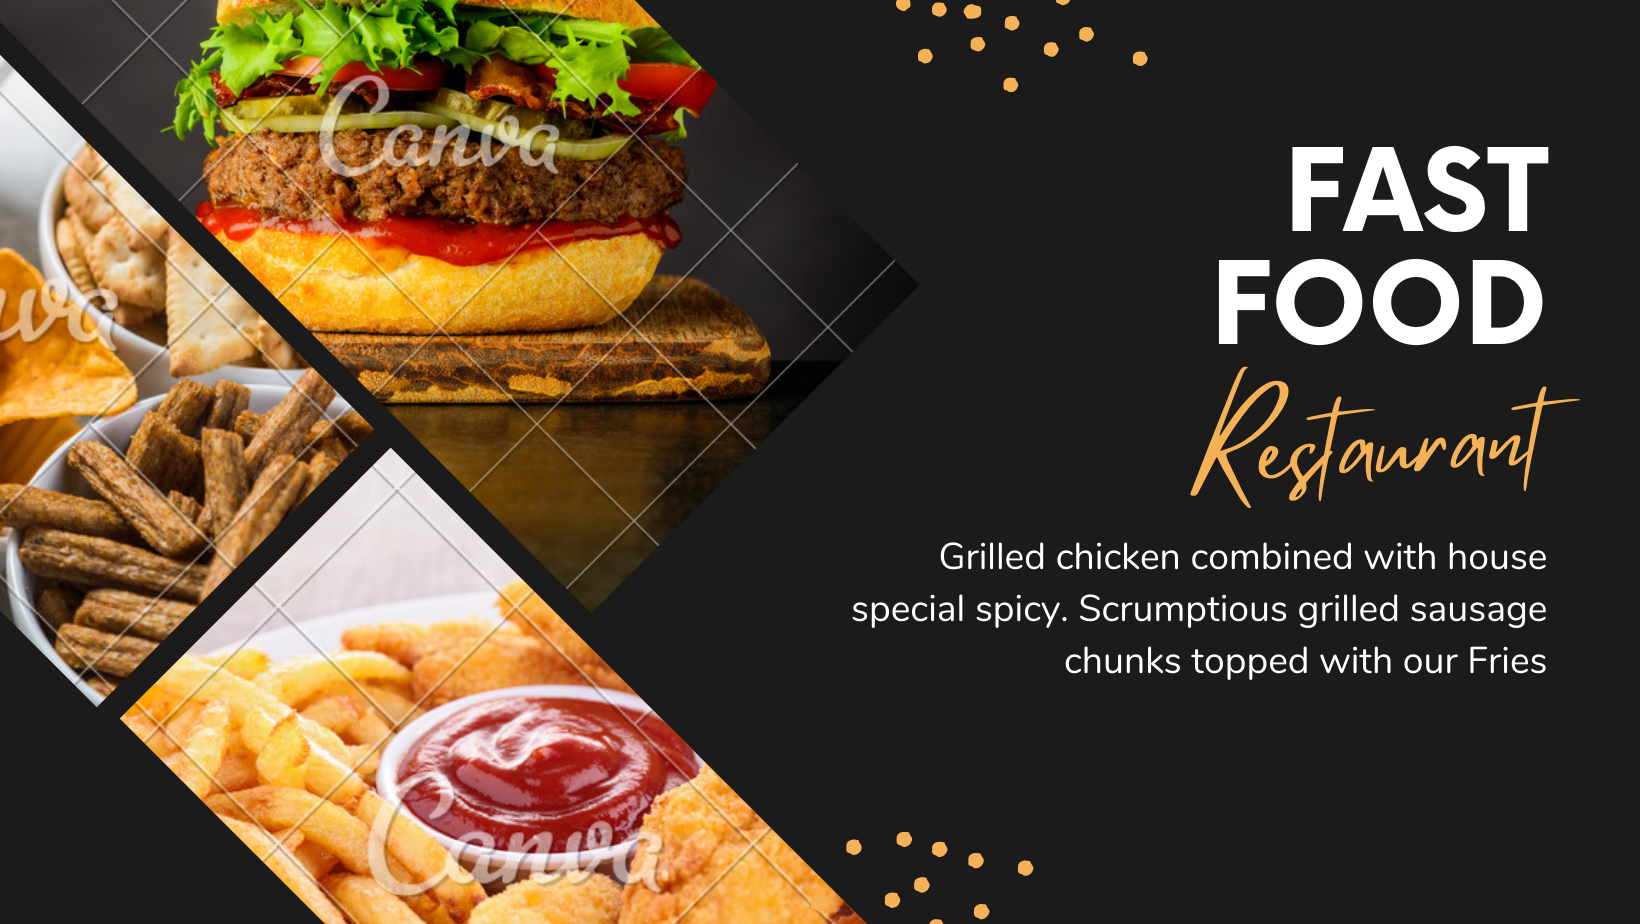 Canva
FAST
FOOD
Restaurant
Grilled chicken combined with house
special spicy. Scrumptious grilled sausage
chunks topped with our Fries
va
Canva